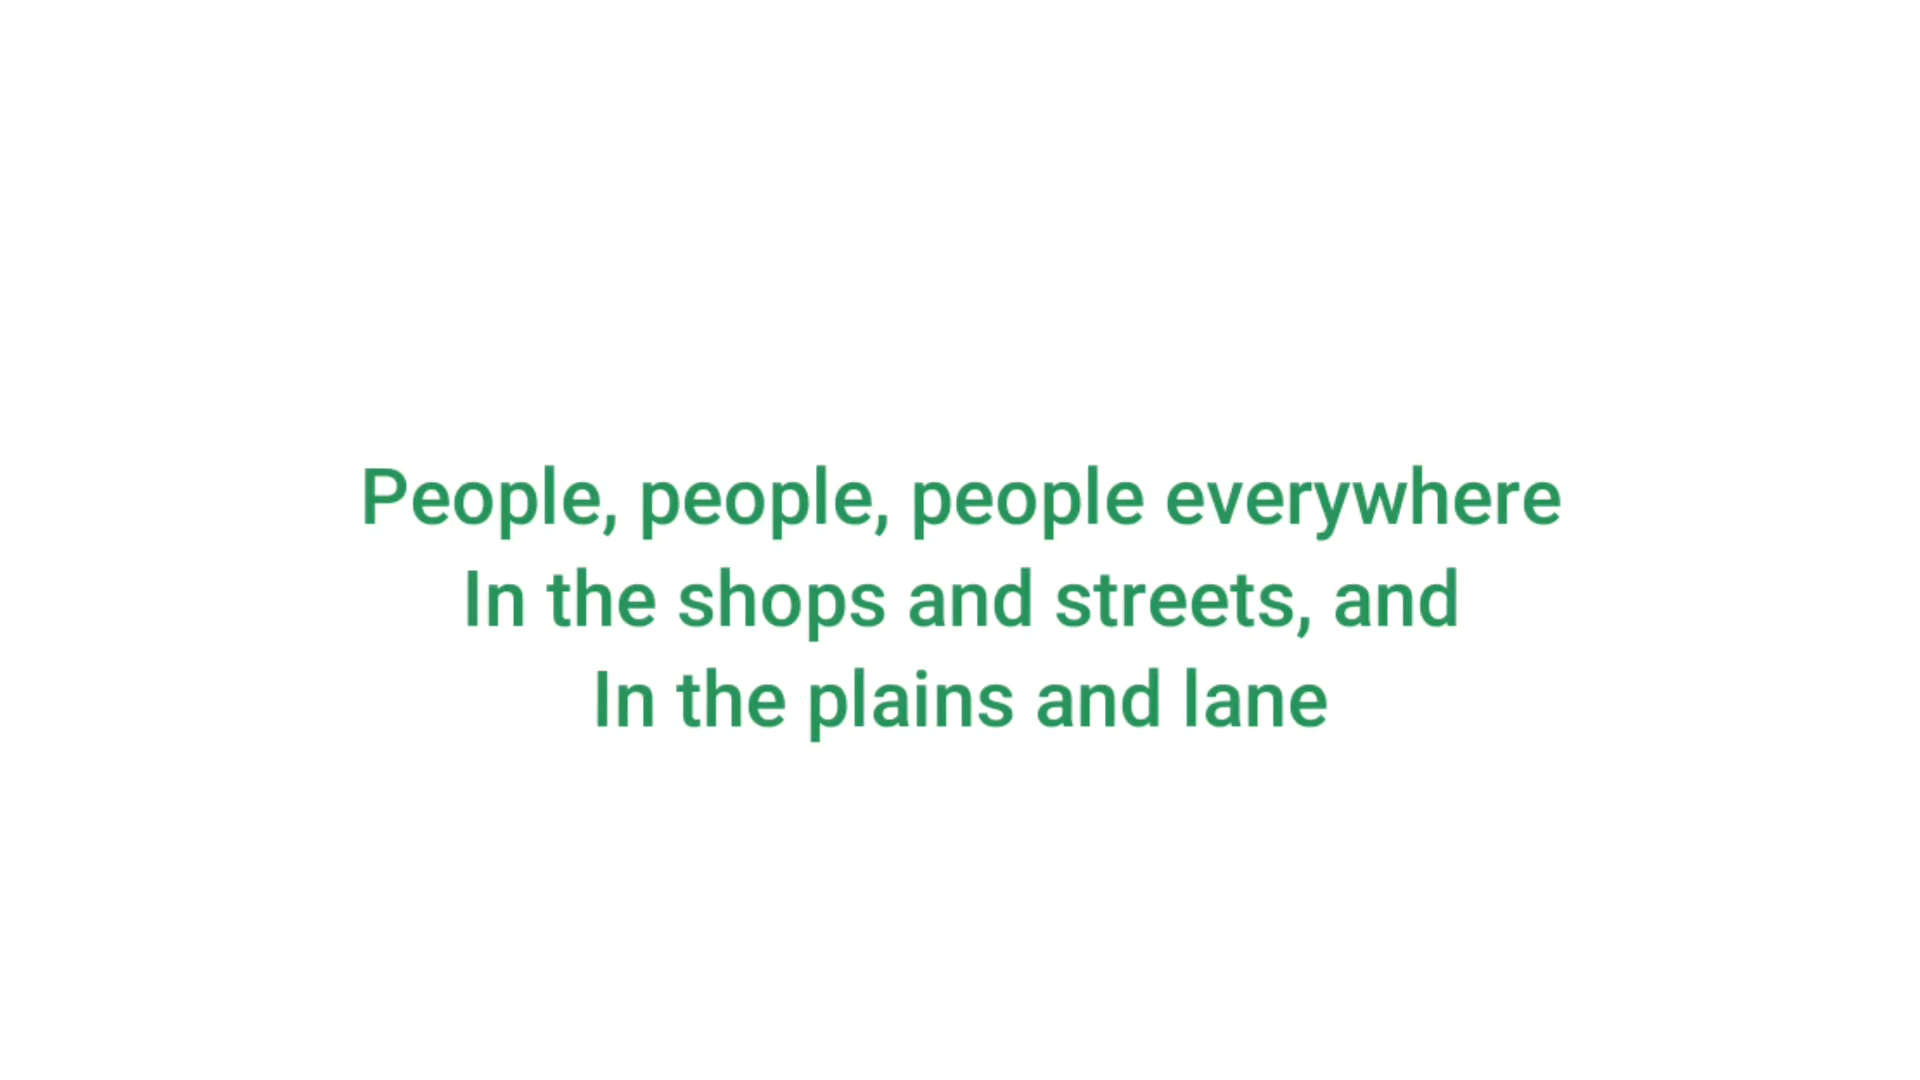 People, people, people everywhere
In the shops and streets, and
In the plains and lane